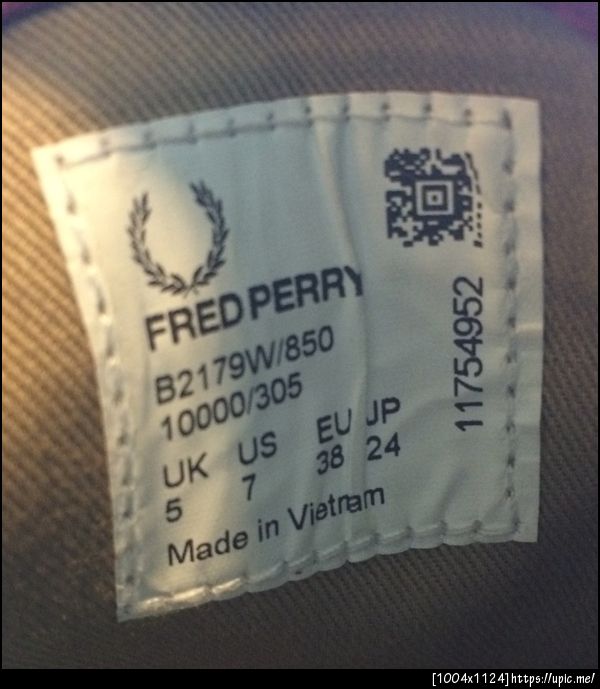 FRED PERRY
B2179W/850
10000/305
UK US EU JP
5 7 38 24
Made in Vietnam
11754952
[1004x1124]https://upic.me/